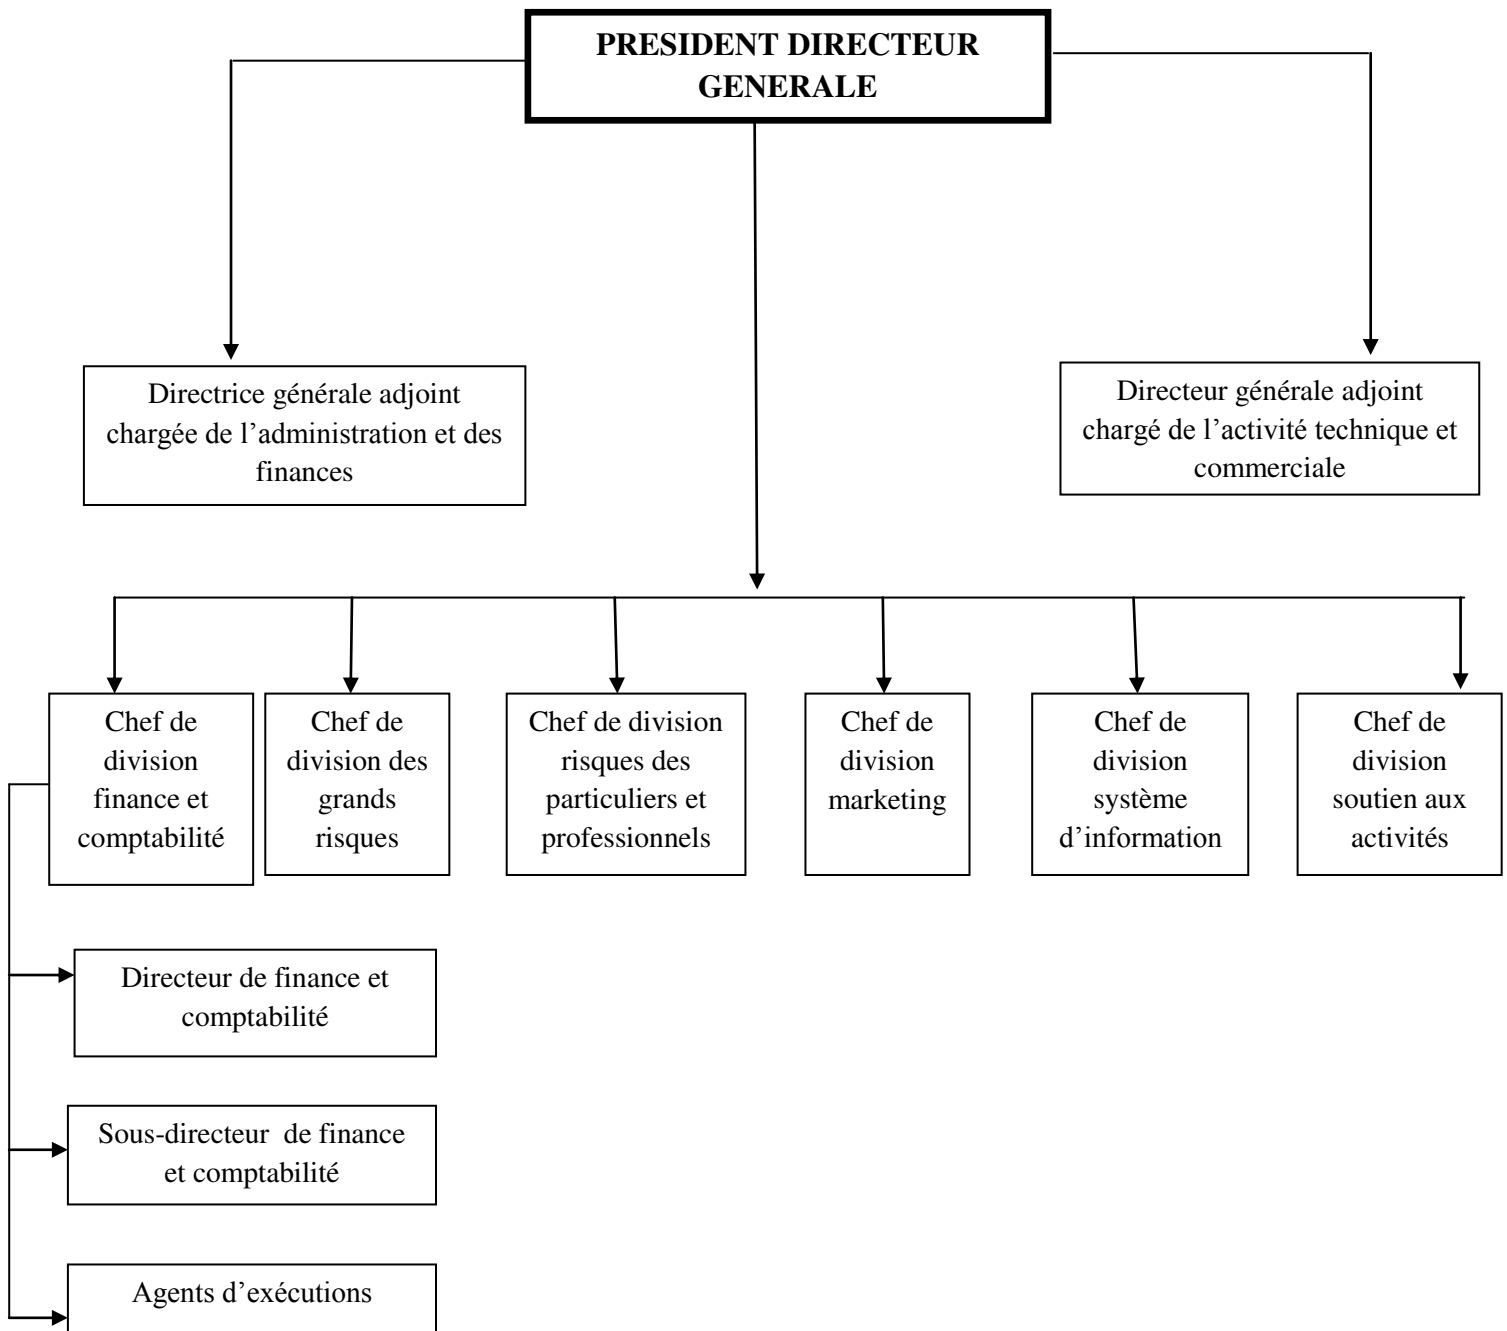 PRESIDENT DIRECTEUR
GENERALE
Directrice générale adjoint
chargée de l’administration et des
finances
Directeur générale adjoint
chargé de l’activité technique et
commerciale
Chef de
division
finance et
comptabilité
Chef de
division des
grands
risques
Chef de division
risques des
particuliers et
professionnels
Chef de
division
marketing
Chef de
division
système
d’information
Chef de
division
soutien aux
activités
Directeur de finance et
comptabilité
Sous-directeur de finance
et comptabilité
Agents d’exécutions